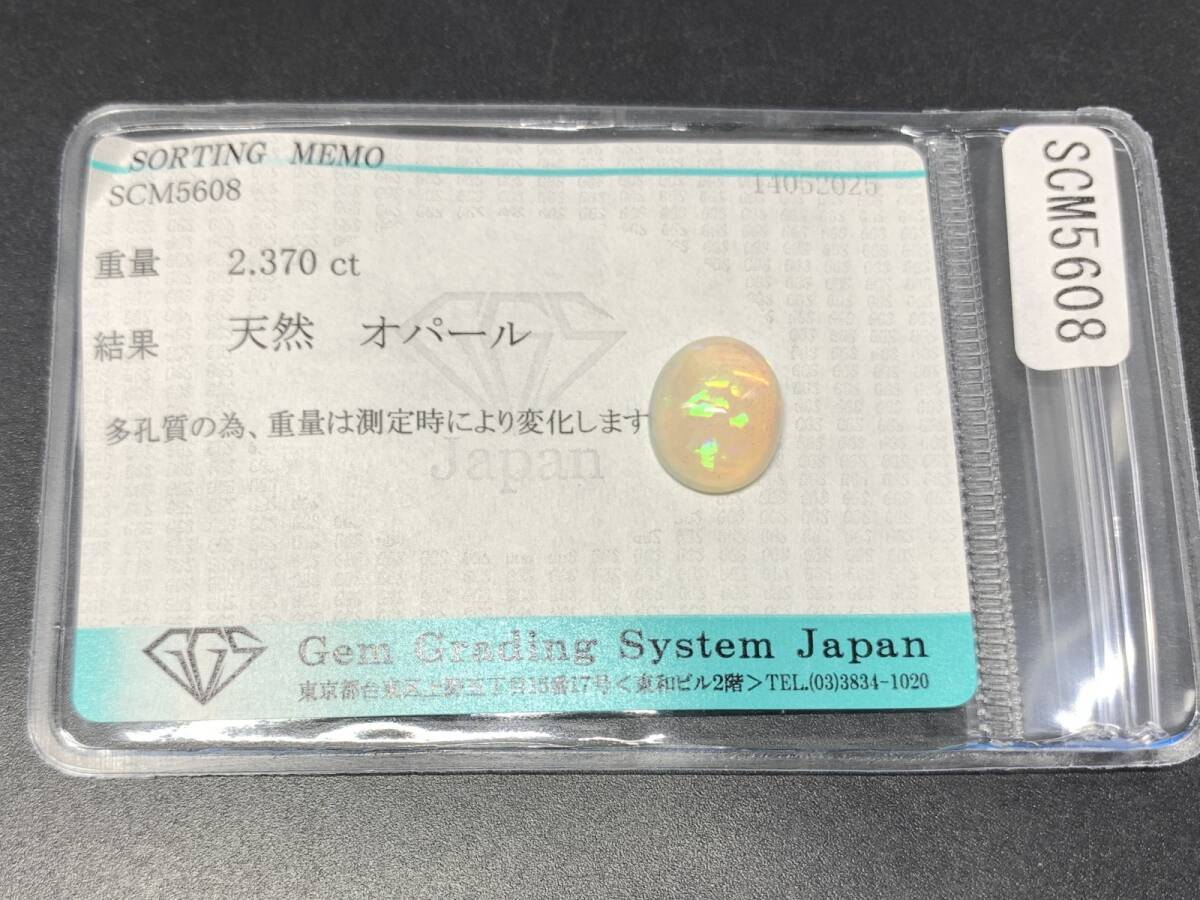 SORTING MEMO
SCM5608
14052025
重量 2.370 ct
結果 天然 オパール
多孔質の為、重量は測定時により変化します
GGS
Japan
GGS
Gem Grading System Japan
東京都台東区上野五丁目15番17号＜東和ビル2階＞TEL.(03)3834-1020
SCM5608